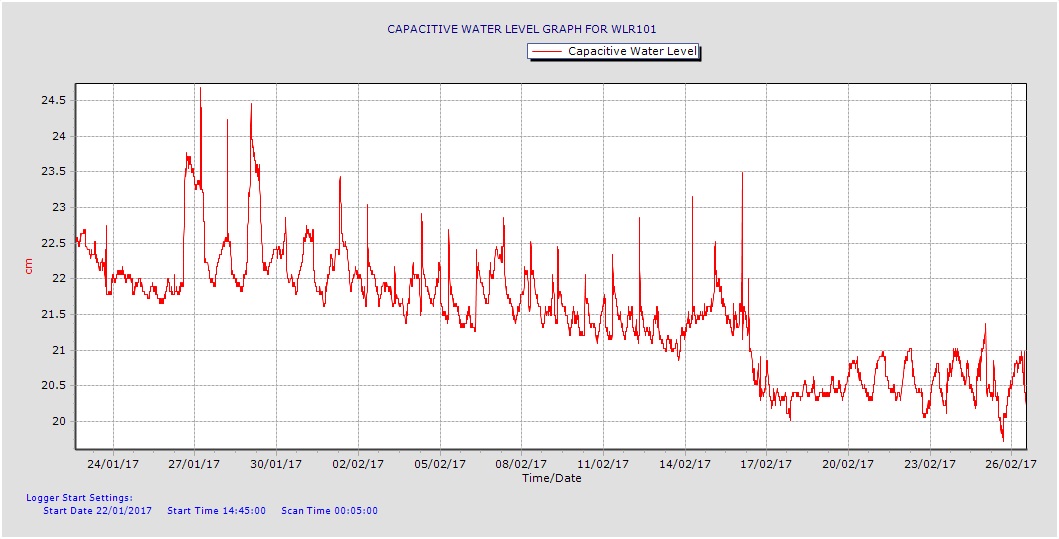 CAPACITIVE WATER LEVEL GRAPH FOR WLR101
Capacitive Water Level
24.5
24
23.5
23
22.5
22
21.5
21
20.5
20
cm
24/01/17 27/01/17 30/01/17 02/02/17 05/02/17 08/02/17 11/02/17 14/02/17 17/02/17 20/02/17 23/02/17 26/02/17
Time/Date
Logger Start Settings:
Start Date 22/01/2017 Start Time 14:45:00 Scan Time 00:05:00